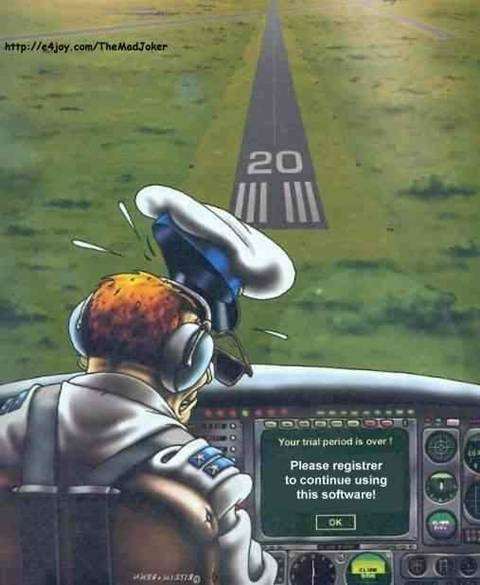 http://e4joy.com/TheMadJoker
20
Your trial period is over !
Please registrer
to continue using
this software!
OK